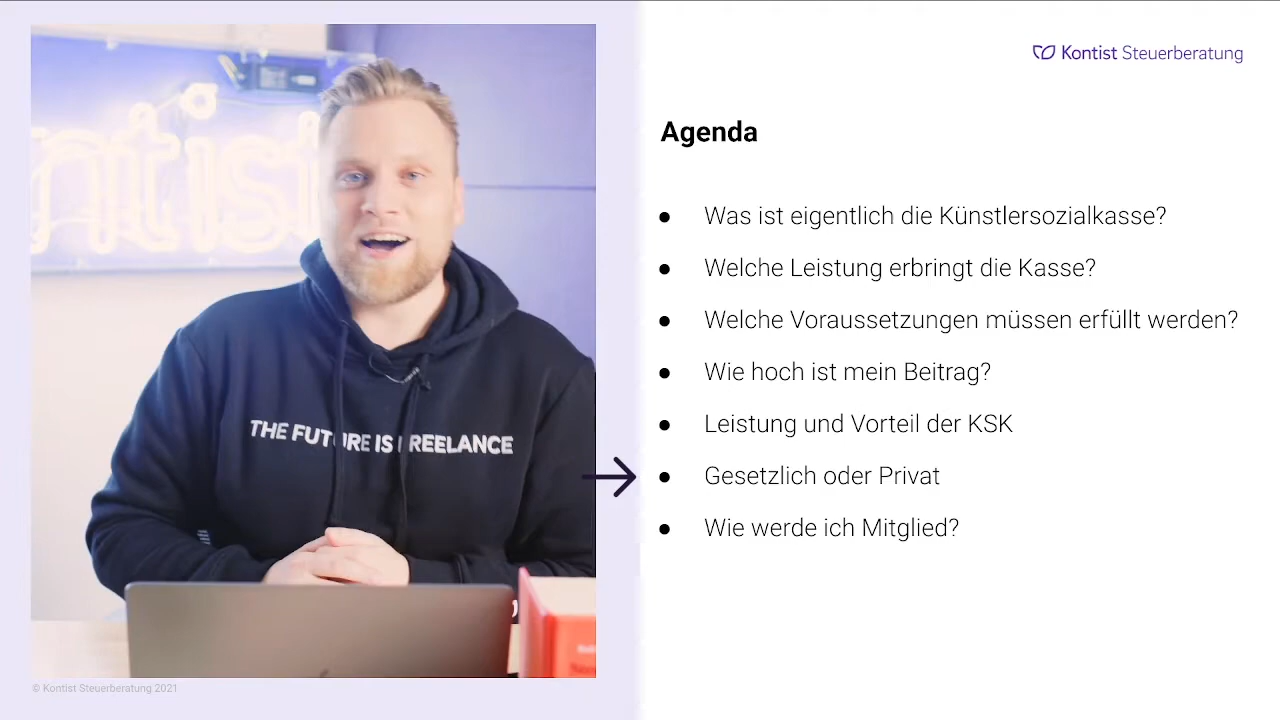 Kontist Steuerberatung
Agenda
● Was ist eigentlich die Künstlersozialkasse?
● Welche Leistung erbringt die Kasse?
● Welche Voraussetzungen müssen erfüllt werden?
● Wie hoch ist mein Beitrag?
● Leistung und Vorteil der KSK
● Gesetzlich oder Privat
● Wie werde ich Mitglied?
ntist
THE FUTURE IS FREELANCE
© Kontist Steuerberatung 2021